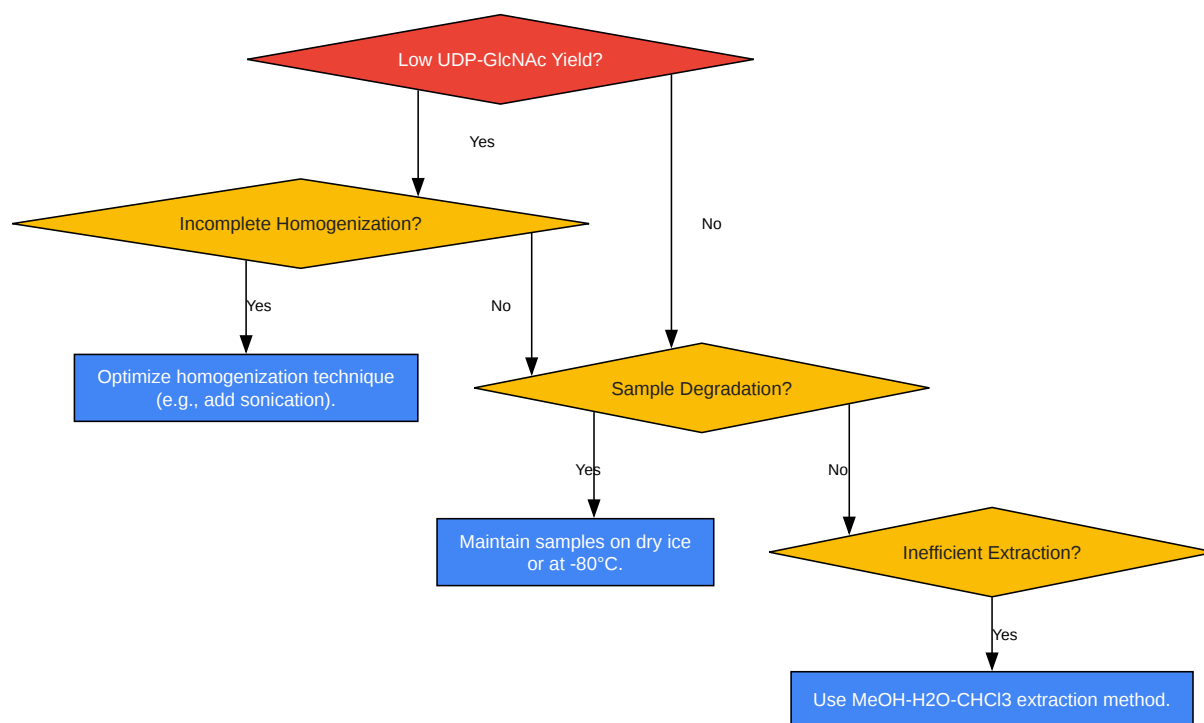 Low UDP-GlcNAc Yield?
Yes
Incomplete Homogenization?
No
Yes
No
Optimize homogenization technique
(e.g., add sonication).
Sample Degradation?
Yes
No
Maintain samples on dry ice
or at -80°C.
Inefficient Extraction?
Yes
Use MeOH-H2O-CHCl3 extraction method.